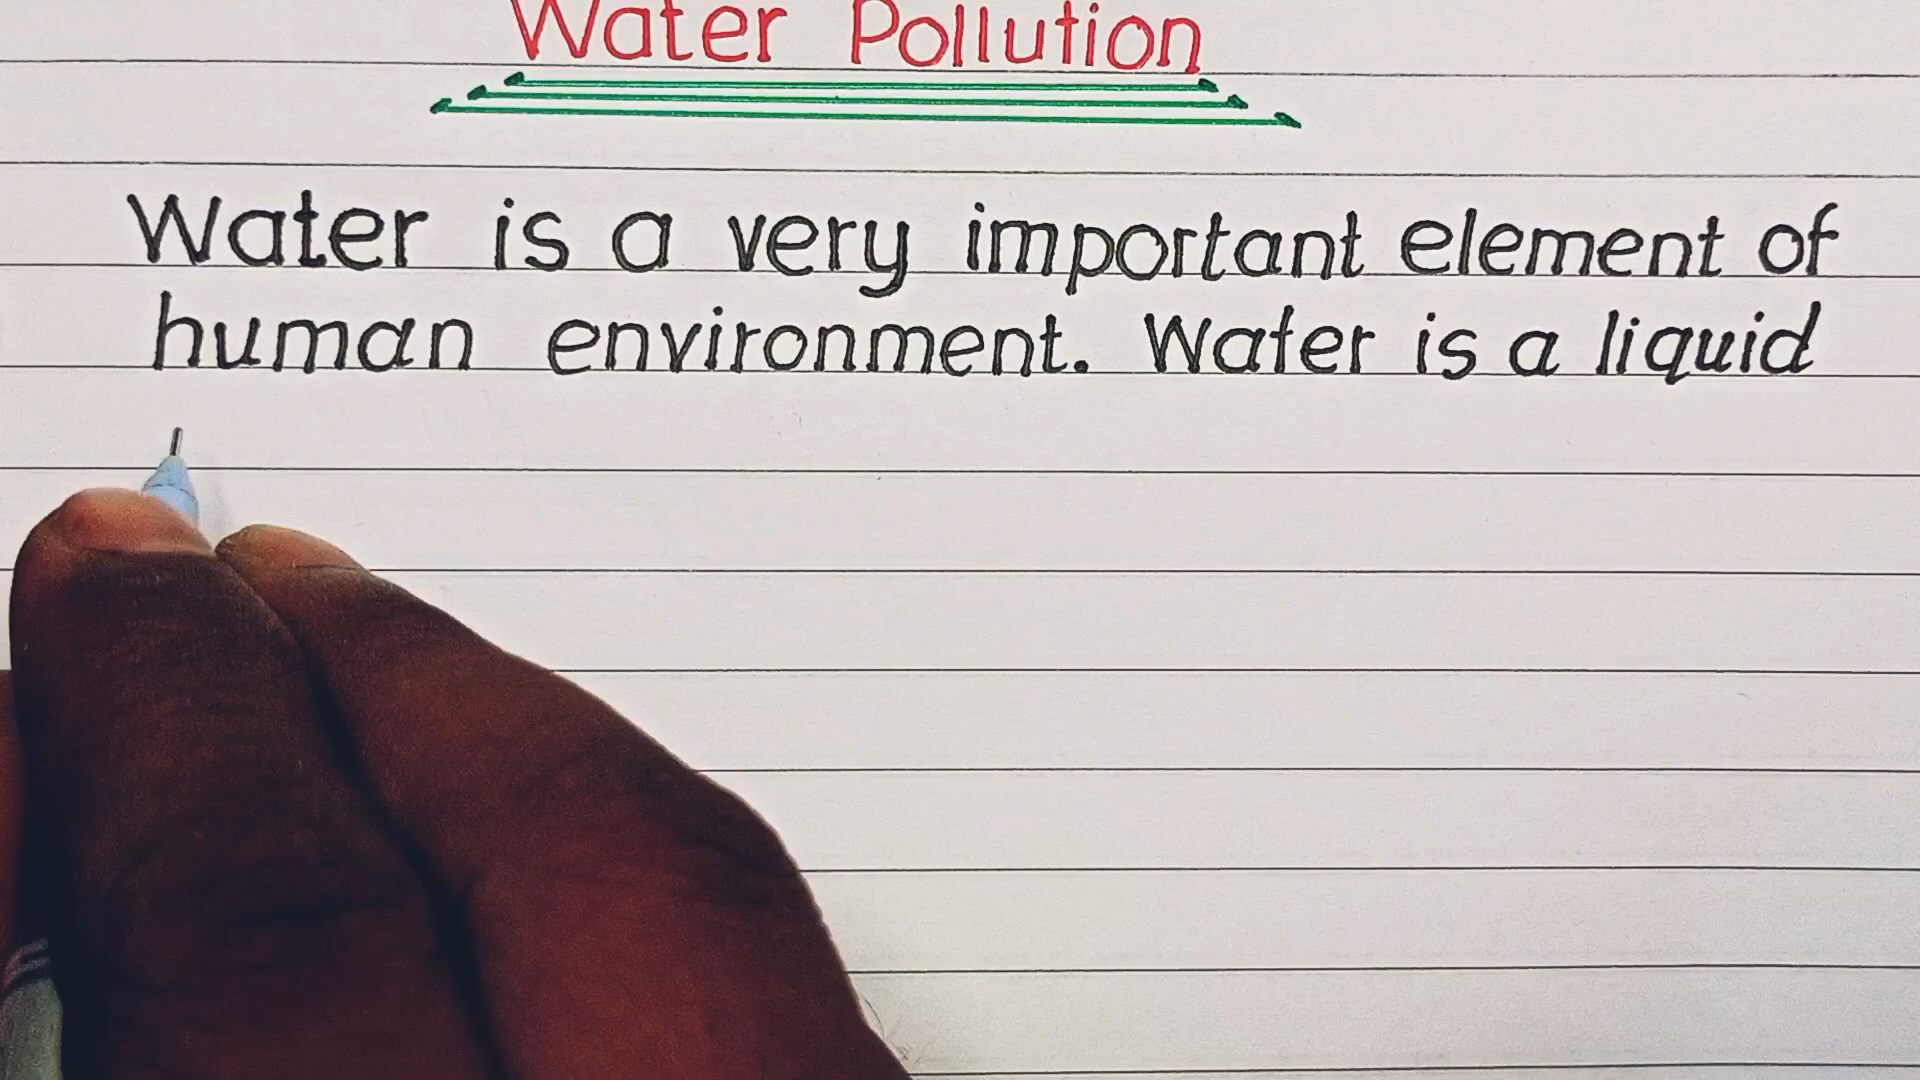 Water Pollution
Water is a very important element of
human environment. Water is a liquid